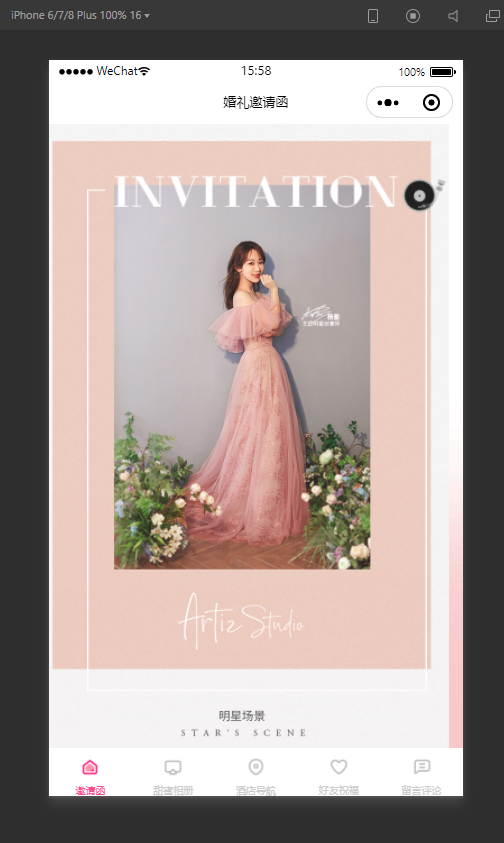 iPhone 6/7/8 Plus 100% 16
WeChat
15:58
100%
婚礼邀请函
INVITATION
Artiz Studio
明星场景
STAR'S SCENE
邀请函
甜蜜相册
酒店导航
好友祝福
留言评论